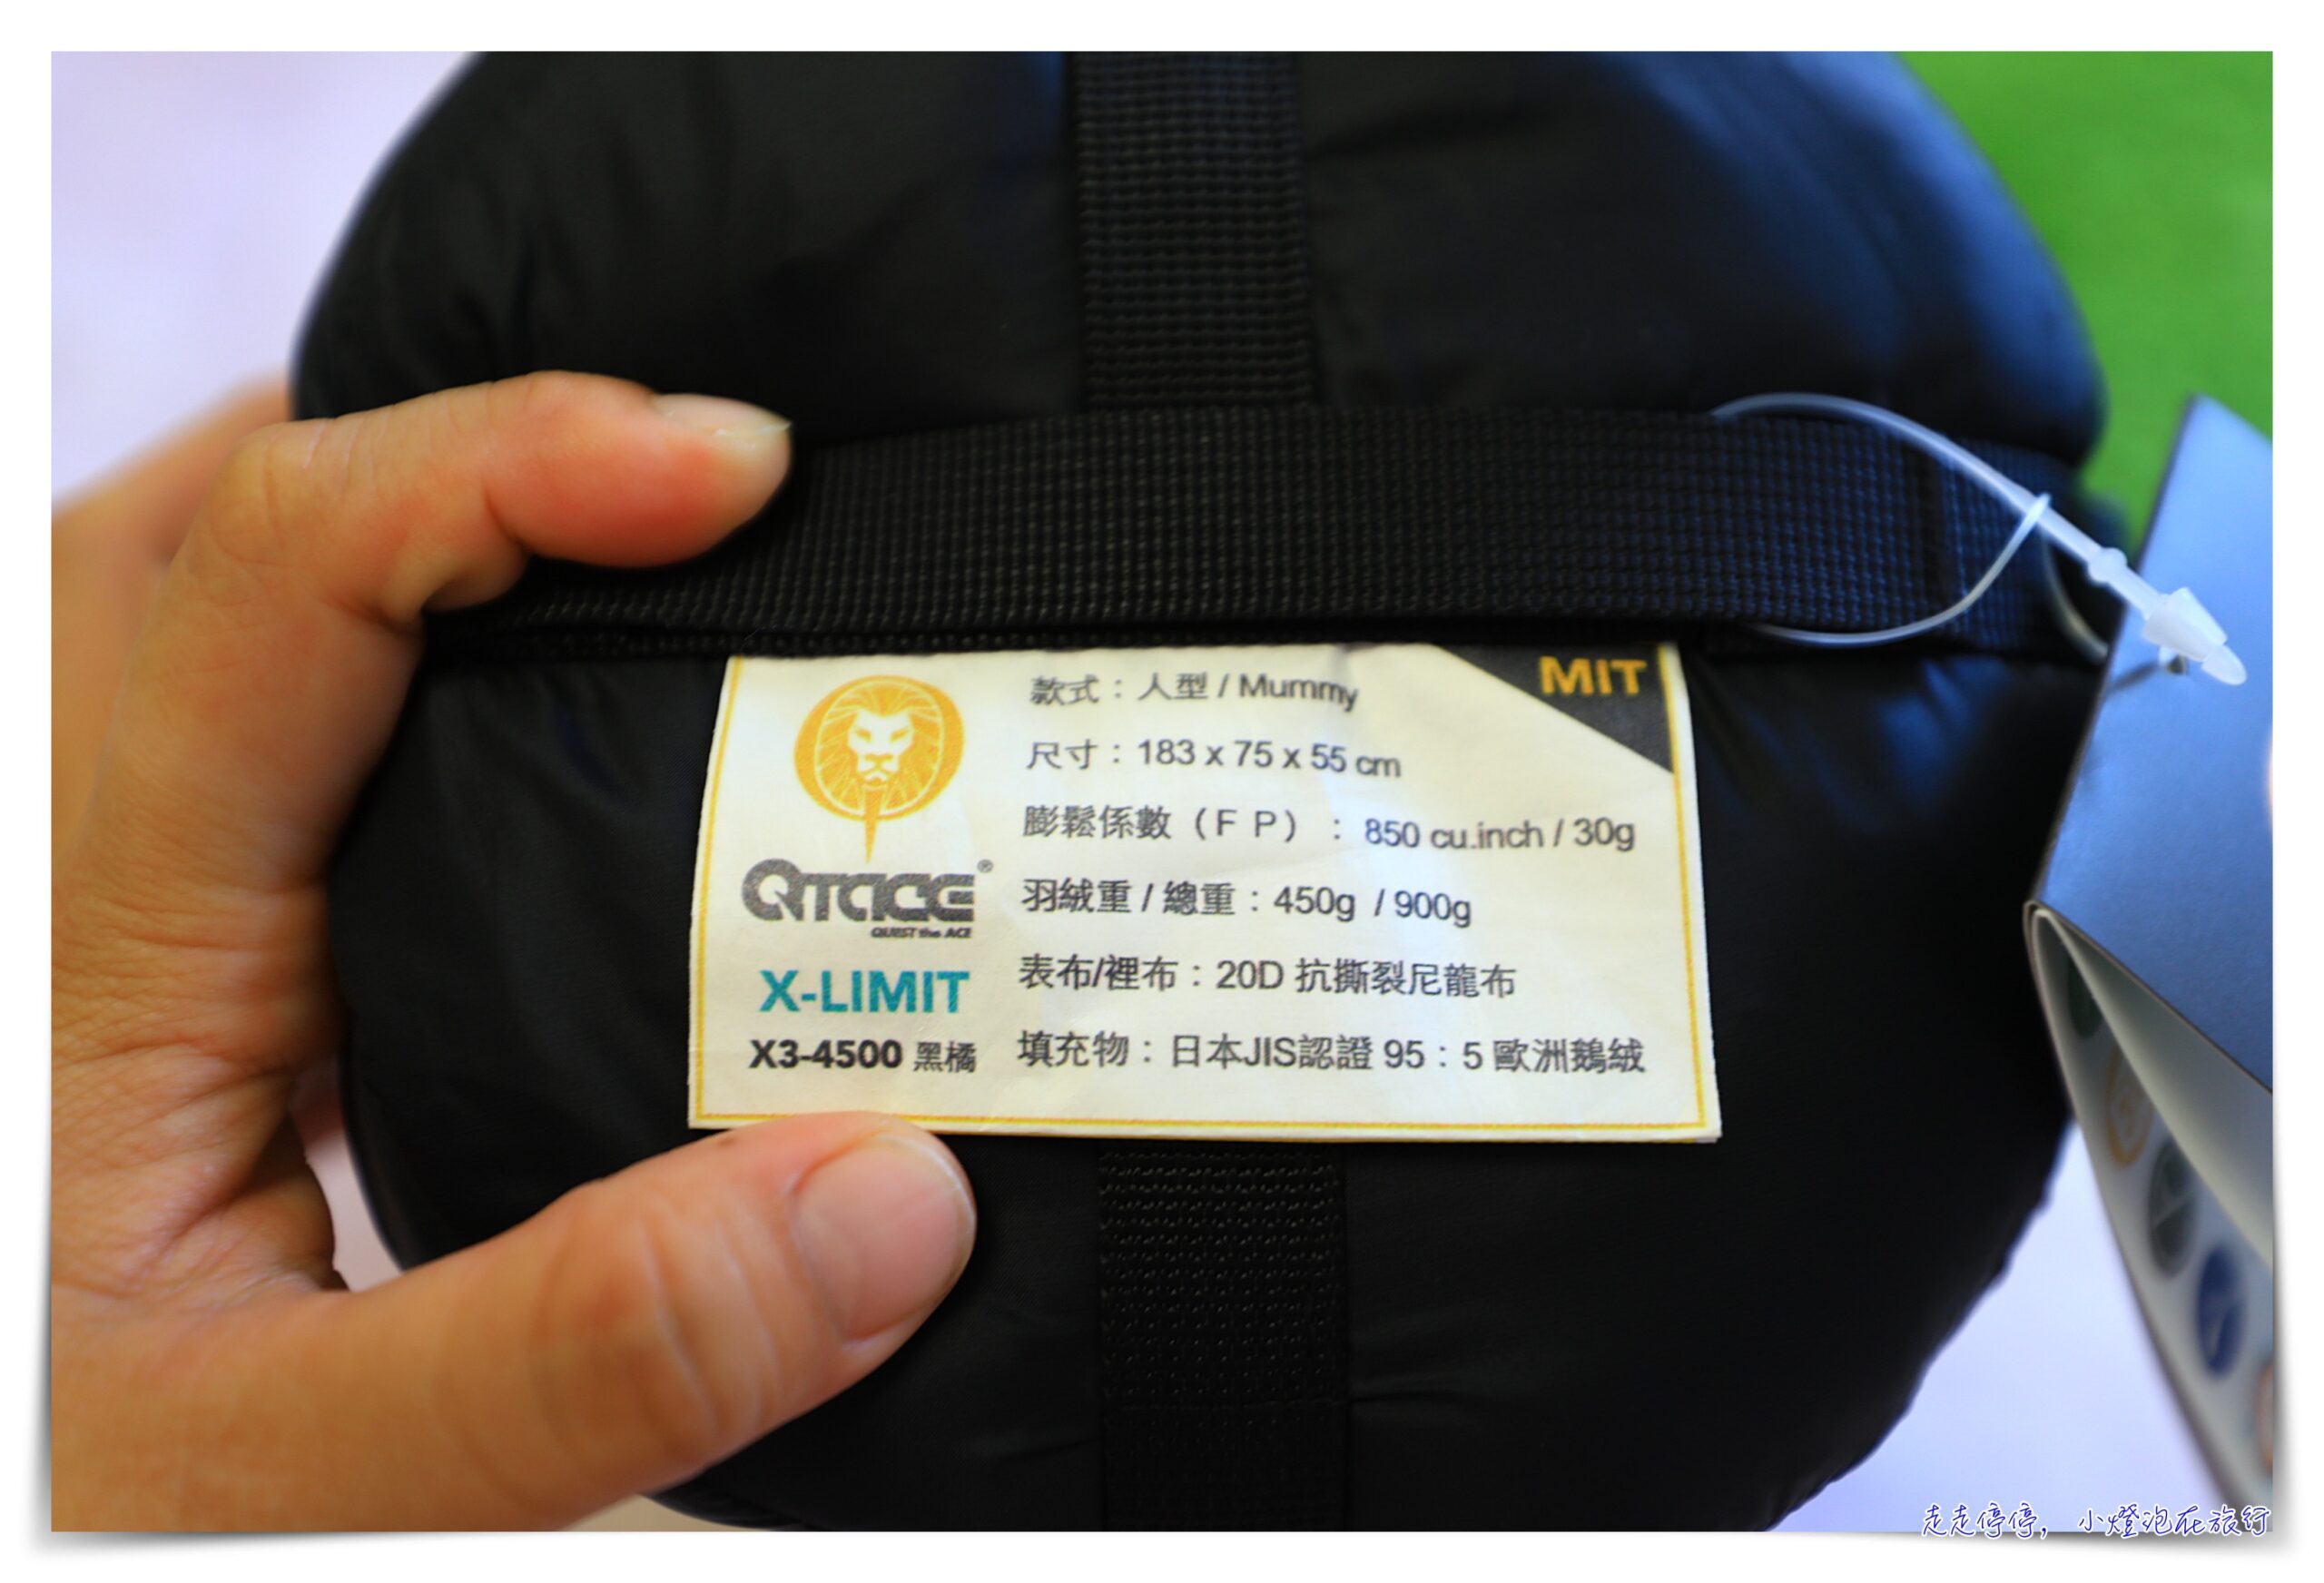 MIT
款式：人型 / Mummy
尺寸：183 x 75 x 55 cm
膨鬆係數（F P）：850 cu.inch / 30g
羽絨重 / 總重：450g / 900g
表布/裡布：20D 抗撕裂尼龍布
填充物：日本JIS認證 95：5 歐洲鵝絨
QTACE®
QUEST the ACE
X-LIMIT
X3-4500 黑橘
走走停停，小燈泡在旅行